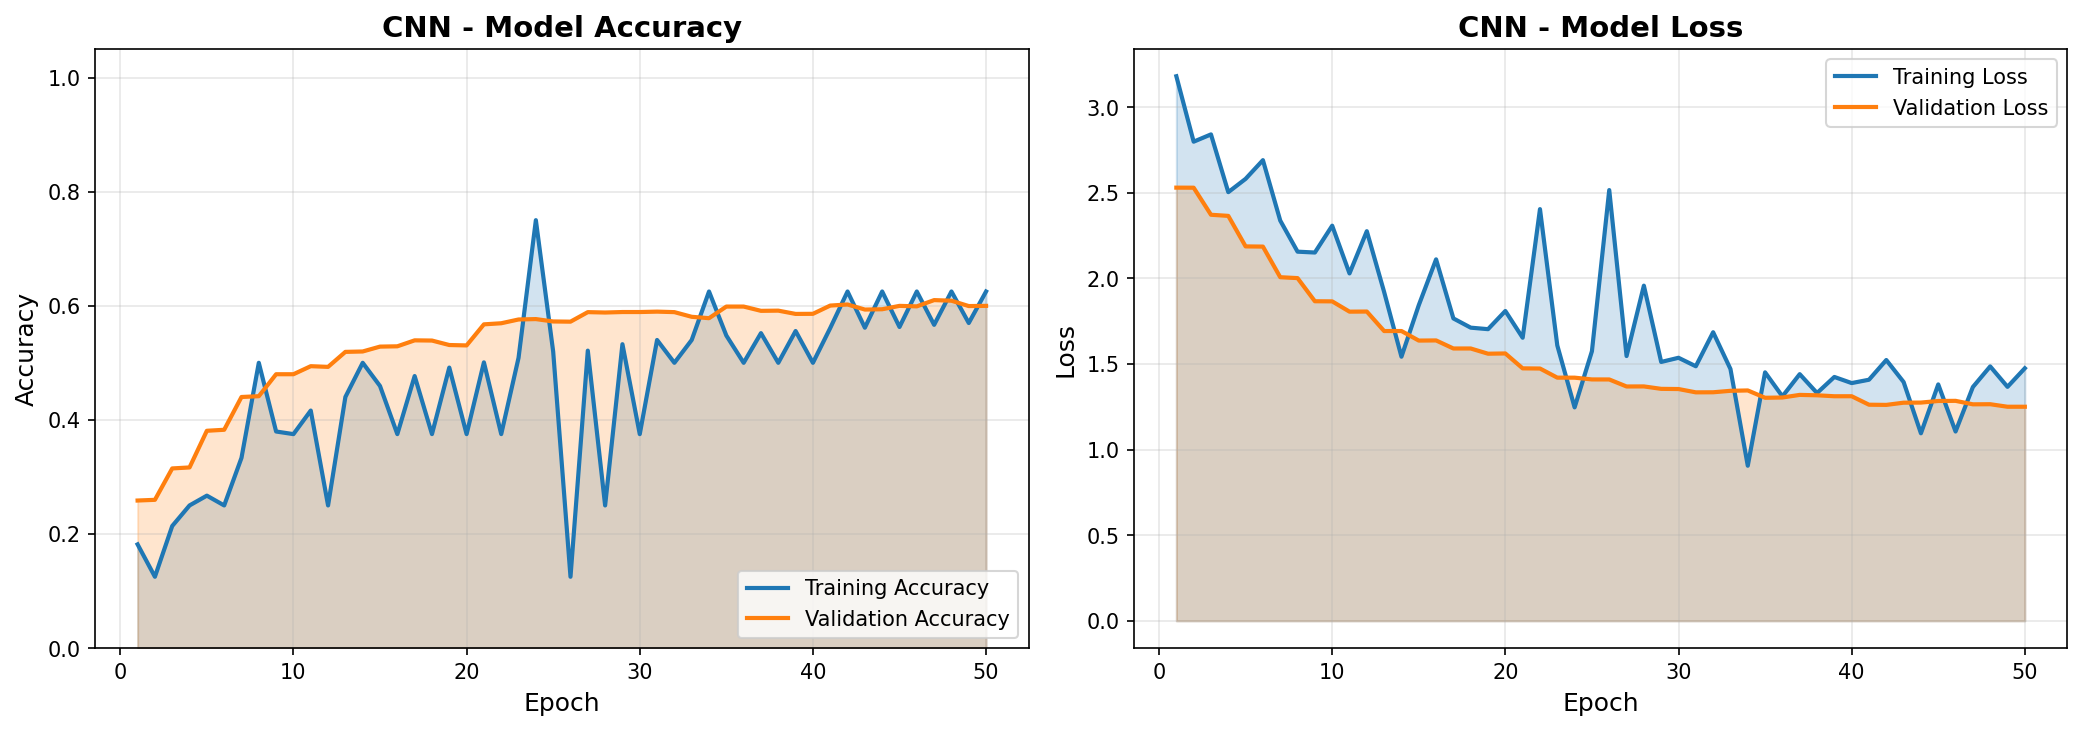 CNN - Model Accuracy
Accuracy
1.0
0.8
0.6
0.4
0.2
0.0
0
10
20
30
40
50
Epoch
Training Accuracy
Validation Accuracy
CNN - Model Loss
Loss
3.0
2.5
2.0
1.5
1.0
0.5
0.0
0
10
20
30
40
50
Epoch
Training Loss
Validation Loss